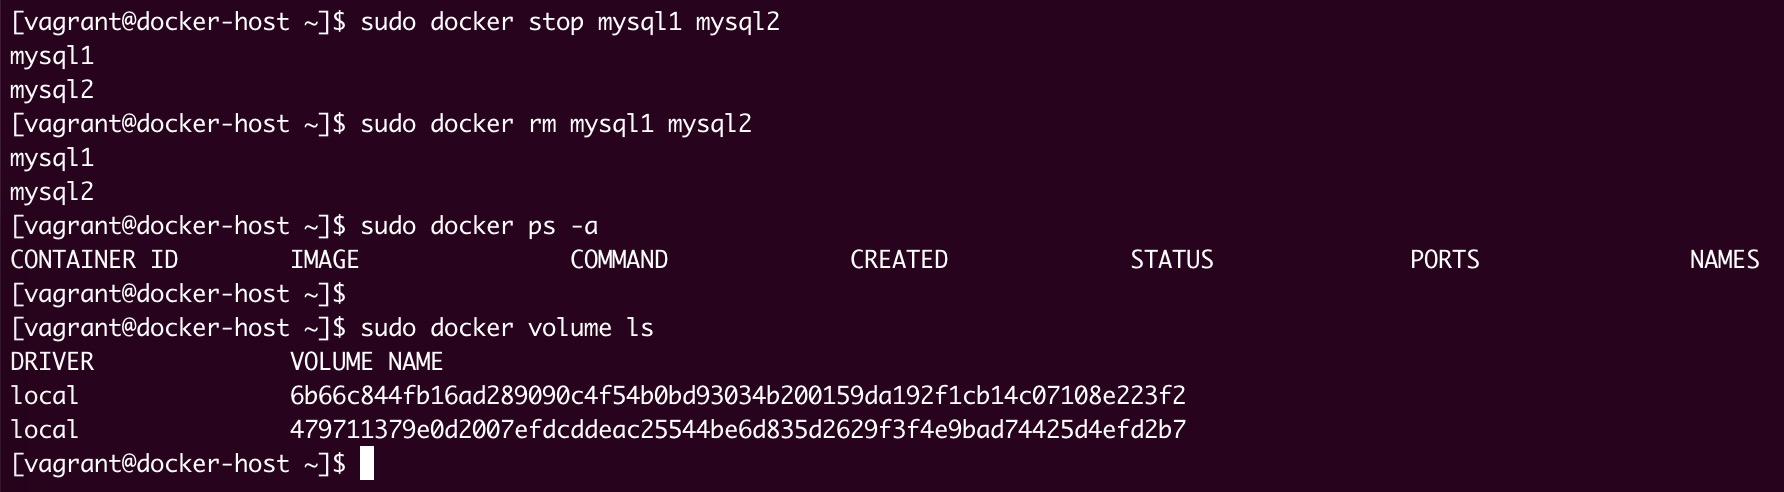 [vagrant@docker-host ~]$ sudo docker stop mysql1 mysql2
mysql1
mysql2
[vagrant@docker-host ~]$ sudo docker rm mysql1 mysql2
mysql1
mysql2
[vagrant@docker-host ~]$ sudo docker ps -a
CONTAINER ID        IMAGE               COMMAND             CREATED             STATUS              PORTS               NAMES
[vagrant@docker-host ~]$
[vagrant@docker-host ~]$ sudo docker volume ls
DRIVER              VOLUME NAME
local               6b66c844fb16ad289090c4f54b0bd93034b200159da192f1cb14c07108e223f2
local               479711379e0d2007efdcddeac25544be6d835d2629f3f4e9bad74425d4efd2b7
[vagrant@docker-host ~]$